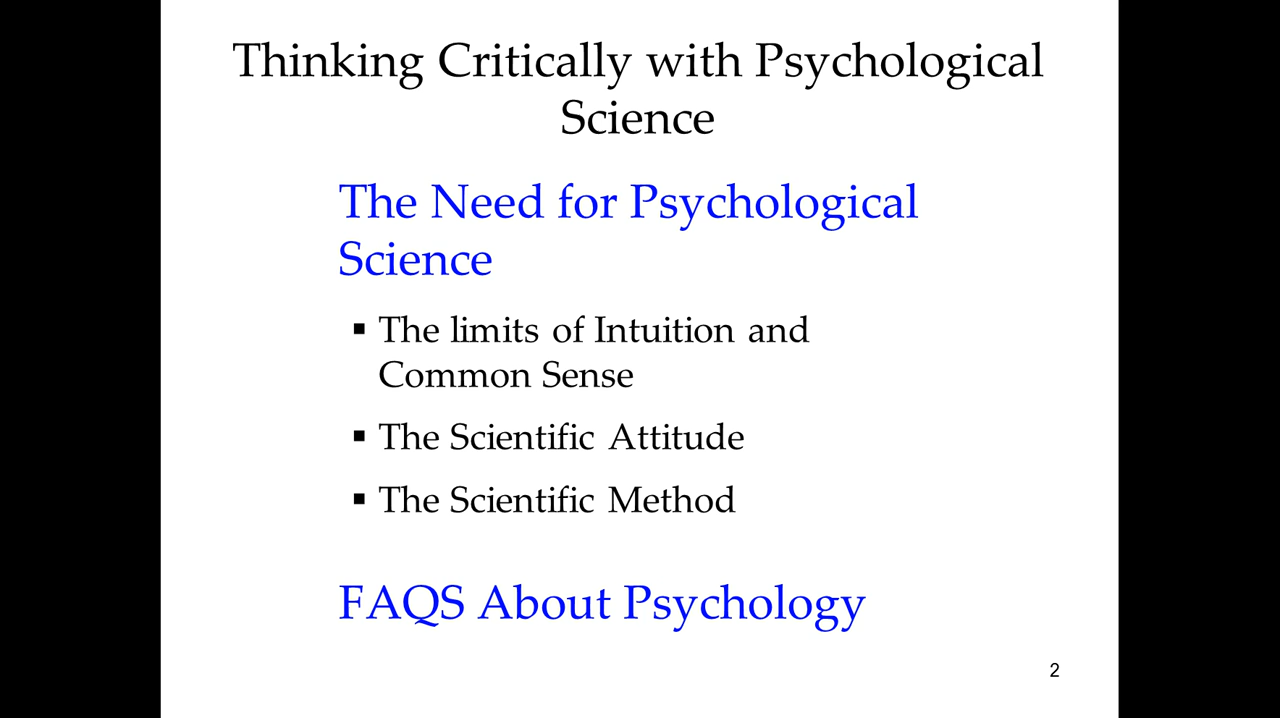 Thinking Critically with Psychological
Science
The Need for Psychological
Science
▪ The limits of Intuition and
Common Sense
▪ The Scientific Attitude
▪ The Scientific Method
FAQS About Psychology
2